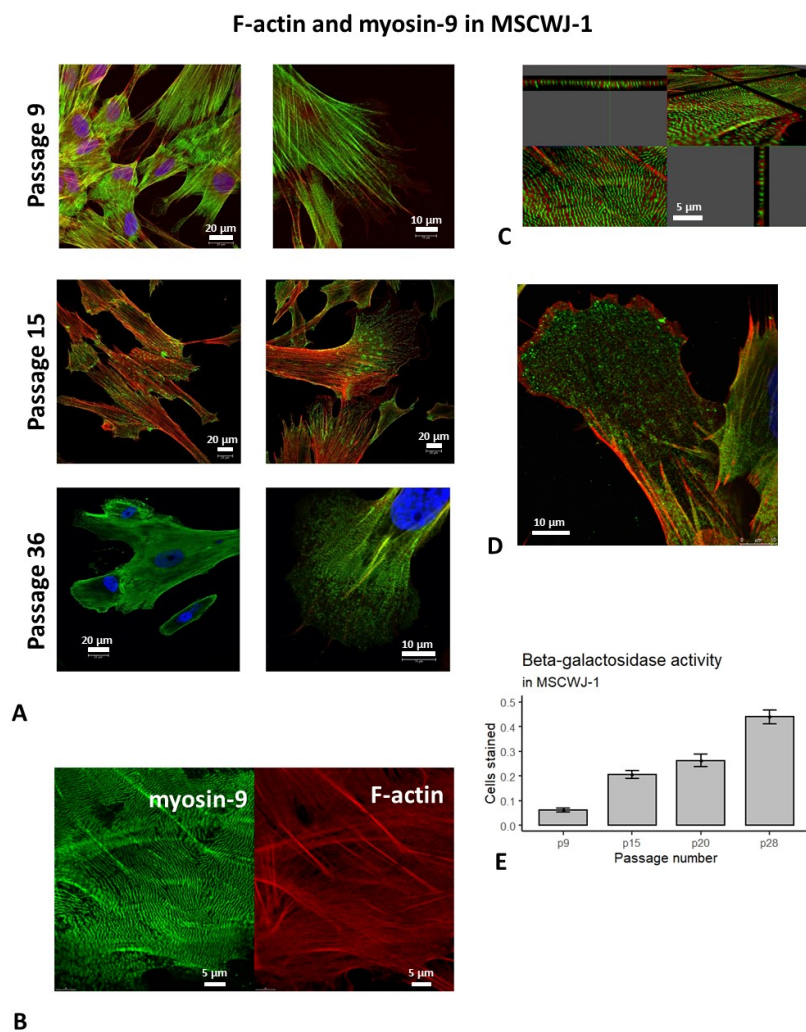 F-actin and myosin-9 in MSCWJ-1
Passage 9
20 µm
10 µm
Passage 15
20 µm
20 µm
Passage 36
20 µm
10 µm
A
myosin-9
F-actin
5 µm
5 µm
B
5 µm
C
10 µm
D
Beta-galactosidase activity
in MSCWJ-1
Cells stained
0.5
0.4
0.3
0.2
0.1
0.0
p9
p15
p20
p28
Passage number
E